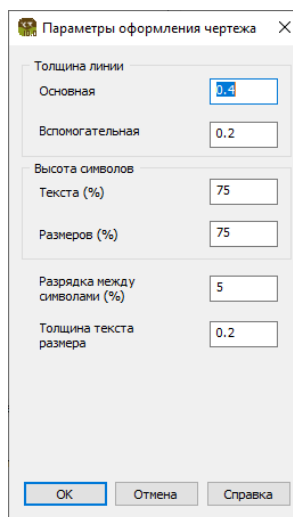 Параметры оформления чертежа
Толщина линии
Основная
0.4
Вспомогательная
0.2
Высота символов
Текста (%)
75
Размеров (%)
75
Разрядка между
символами (%)
5
Толщина текста
размера
0.2
ОК
Отмена
Справка